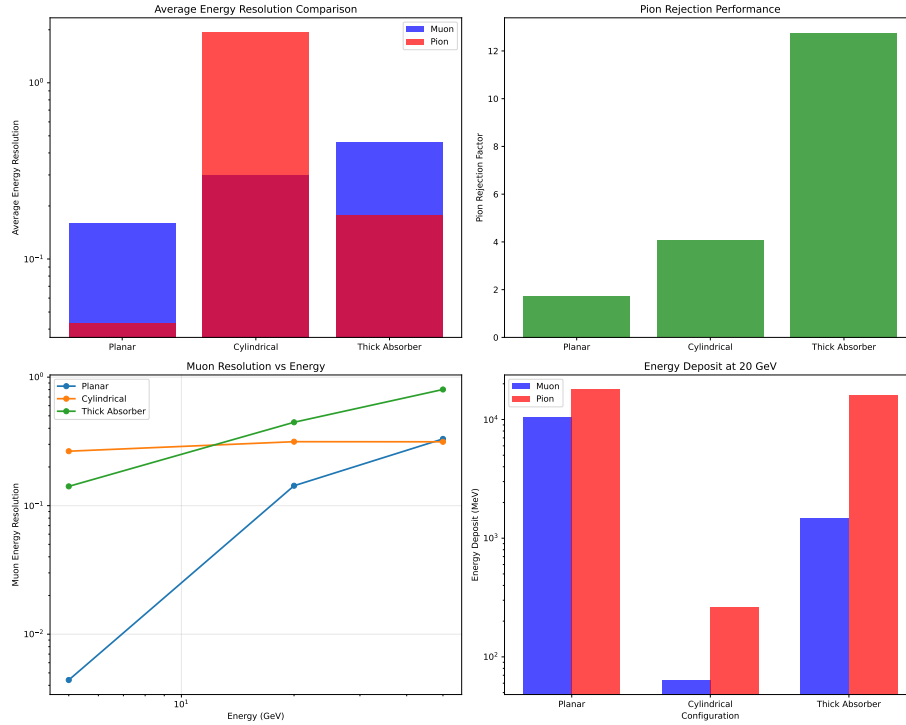 Average Energy Resolution Comparison
Average Energy Resolution
10⁰
10⁻¹
Muon
Pion
Planar
Cylindrical
Thick Absorber
Pion Rejection Performance
Pion Rejection Factor
12
10
8
6
4
2
0
Planar
Cylindrical
Thick Absorber
Muon Resolution vs Energy
Muon Energy Resolution
10⁰
10⁻¹
10⁻²
Planar
Cylindrical
Thick Absorber
10¹
Energy (GeV)
Energy Deposit at 20 GeV
Energy Deposit (MeV)
10⁴
10³
10²
Muon
Pion
Planar
Cylindrical
Thick Absorber
Configuration